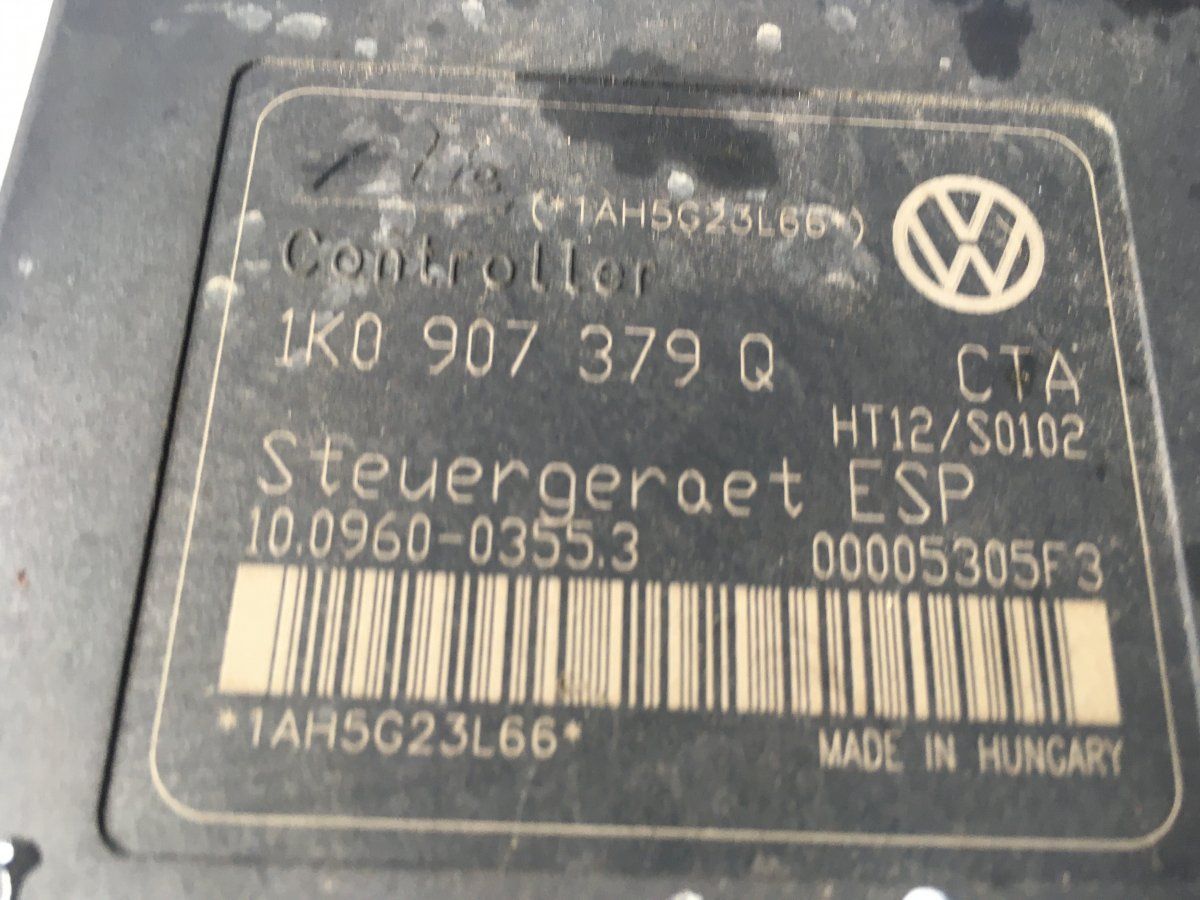 (*1AH5G23L66*)
Controller
1K0 907 379 Q
CTA
HT12/S0102
Steuergeraet ESP
10.0960-0355.3 00005305F3
*1AH5G23L66*
MADE IN HUNGARY